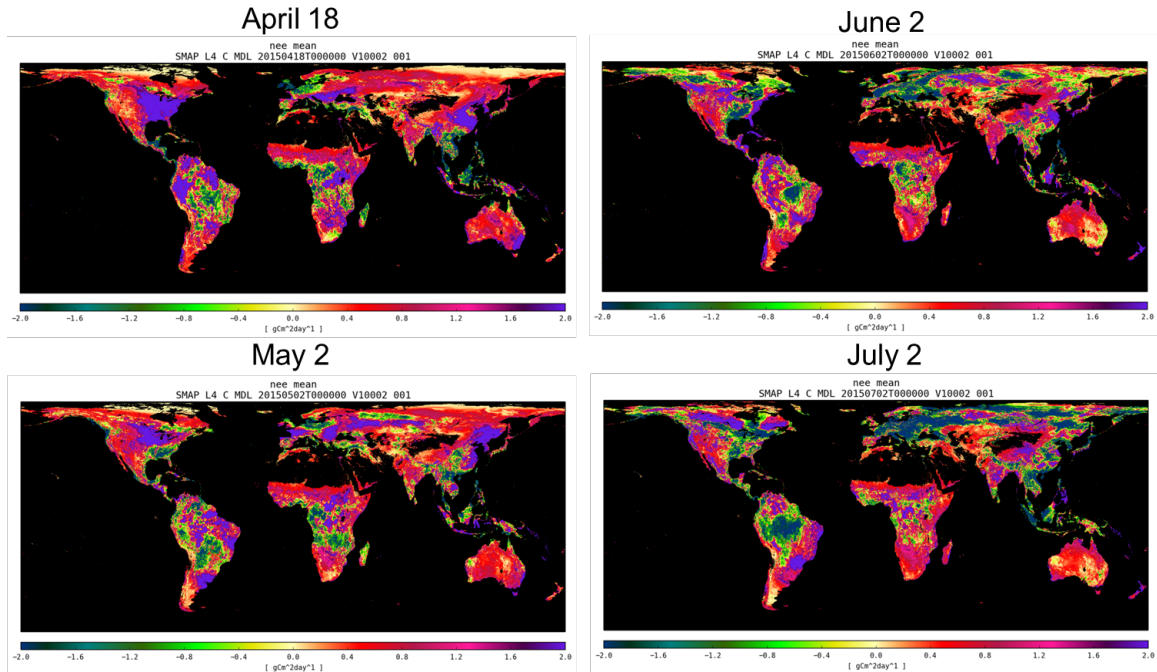 April 18
nee mean
SMAP L4 C MDL 20150418T000000 V10002 001
−2.0 −1.6 −1.2 −0.8 −0.4 0.0 0.4 0.8 1.2 1.6 2.0
[ gCm^2day^1 ]
June 2
nee mean
SMAP L4 C MDL 20150602T000000 V10002 001
−2.0 −1.6 −1.2 −0.8 −0.4 0.0 0.4 0.8 1.2 1.6 2.0
[ gCm^2day^1 ]
May 2
nee mean
SMAP L4 C MDL 20150502T000000 V10002 001
−2.0 −1.6 −1.2 −0.8 −0.4 0.0 0.4 0.8 1.2 1.6 2.0
[ gCm^2day^1 ]
July 2
nee mean
SMAP L4 C MDL 20150702T000000 V10002 001
−2.0 −1.6 −1.2 −0.8 −0.4 0.0 0.4 0.8 1.2 1.6 2.0
[ gCm^2day^1 ]